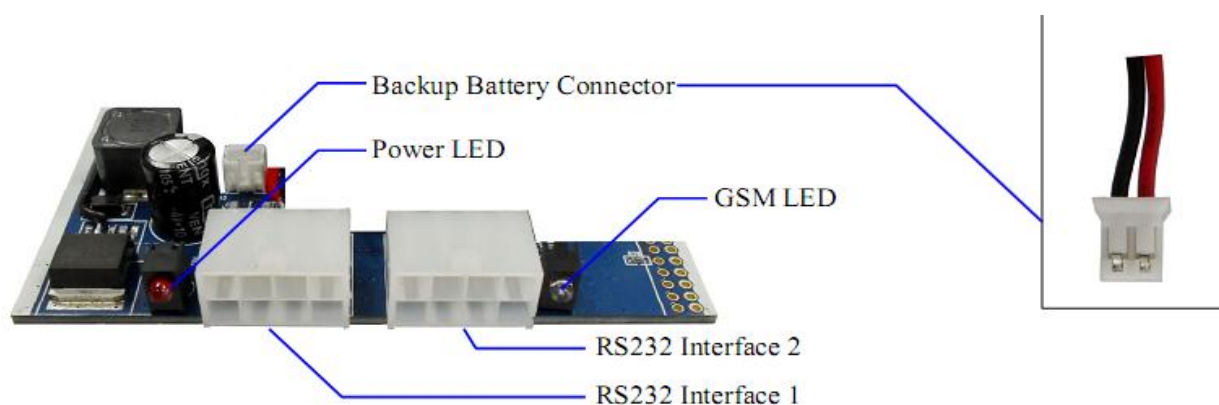 Backup Battery Connector
Power LED
GSM LED
RS232 Interface 2
RS232 Interface 1